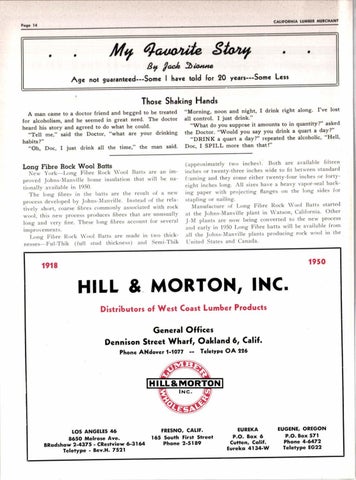 Page 14
CALIFORNIA LUMBER MERCHANT
My Favorite Story
By Jack Dionne
Age not guaranteed---Some I have told for 20 years---Some Less
Those Shaking Hands
A man came to a doctor friend and begged to be treated
for alcoholism, and he seemed in great need. The doctor
heard his story and agreed to do what he could.
"Tell me," said the Doctor, "what are your drinking
habits?"
"Oh, Doc, I just drink all the time," the man said.
"Morning, noon and night, I drink right along. I've lost
all control. I just drink."
"What do you suppose it amounts to in quantity?" asked
the Doctor. "Would you say you drink a quart a day?"
"DRINK a quart a day?" repeated the alcoholic, "Hell,
Doc, I SPILL more than that!"
Long Fibre Rock Wool Batts
New York—Long Fibre Rock Wool Batts are an im-
proved Johns-Manville home insulation that will be na-
tionally available in 1950.
The long fibre in the batts are the result of a new
process developed by Johns-Manville. Instead of the rela-
tively short, coarse fibres commonly associated with rock
wool, this new process produces fibres that are unusually
long and very fine. These long fibres account for several
improvements.
Long Fibre Rock Wool Batts are made in two thick-
nesses—Ful-Thik (full stud thickness) and Semi-Thik
(approximately two inches). Both are available fifteen
inches or twenty-three inches wide to fit between standard
framing and they come either twenty-four inches or forty-
eight inches long. All sizes have a heavy vapor-seal back-
ing paper with projecting flanges on the long sides for
stapling or nailing.
Manufacture of Long Fibre Rock Wool Batts started
at the Johns-Manville plant in Watson, California. Other
J-M plants are now being converted to the new process
and early in 1950 Long Fibre batts will be available from
all the Johns-Manville plants producing rock wool in the
United States and Canada.
1918
1950
HILL & MORTON, INC.
Distributors of West Coast Lumber Products
General Offices
Dennison Street Wharf, Oakland 6, Calif.
Phone ANdover 1-1077 -- Teletype OA 226
LUMBER
HILL & MORTON
INC.
WHOLESALERS
LOS ANGELES 46
8650 Melrose Ave.
BRadshaw 2-4375 - CRestview 6-3164
Teletype - Bev.H. 7521
FRESNO, CALIF.
165 South First Street
Phone 2-5189
EUREKA
P.O. Box 6
Cutten, Calif.
Eureka 4134-W
EUGENE, OREGON
P.O. Box 571
Phone 4-6472
Teletype EG22